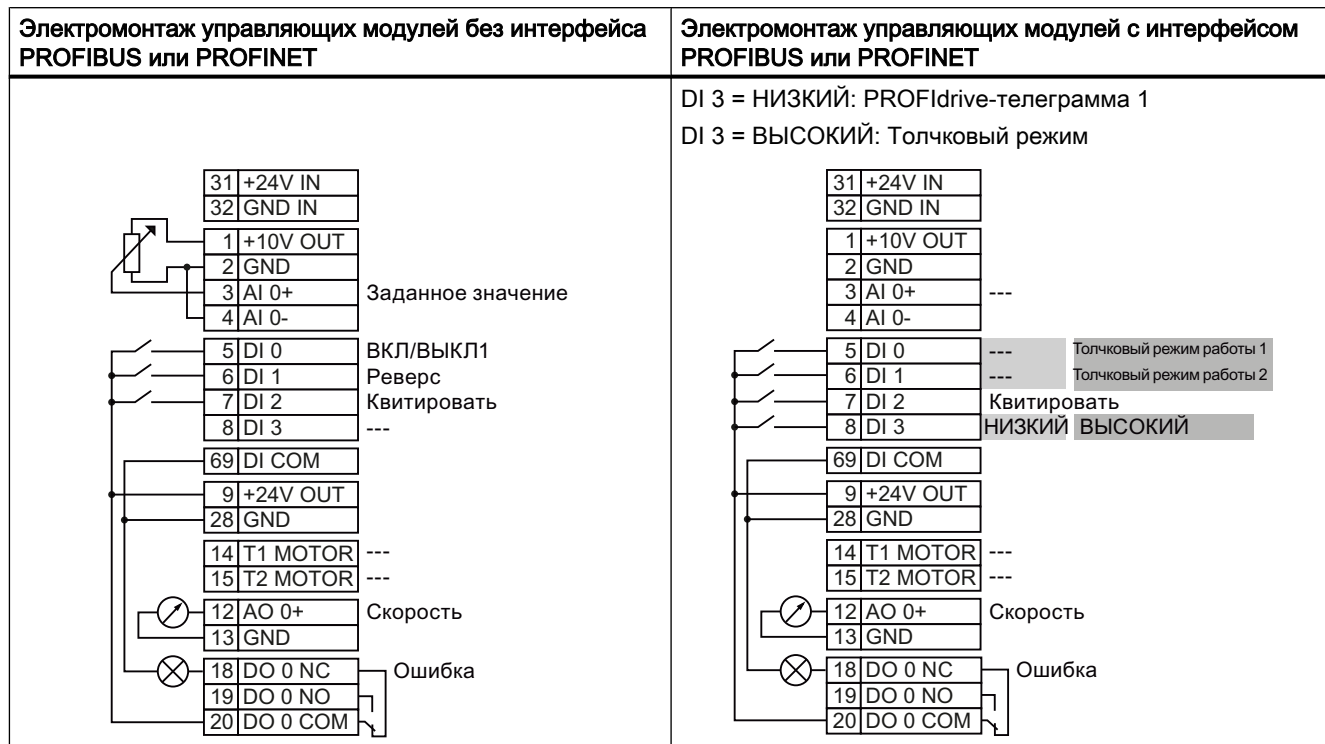 Электромонтаж управляющих модулей без интерфейса
PROFIBUS или PROFINET
31 +24V IN
32 GND IN
1 +10V OUT
2 GND
3 AI 0+ Заданное значение
4 AI 0-
5 DI 0 ВКЛ/ВЫКЛ1
6 DI 1 Реверс
7 DI 2 Квитировать
8 DI 3 ---
69 DI COM
9 +24V OUT
28 GND
14 T1 MOTOR ---
15 T2 MOTOR ---
12 AO 0+ Скорость
13 GND
18 DO 0 NC Ошибка
19 DO 0 NO
20 DO 0 COM
Электромонтаж управляющих модулей с интерфейсом
PROFIBUS или PROFINET
DI 3 = НИЗКИЙ: PROFIdrive-телеграмма 1
DI 3 = ВЫСОКИЙ: Толчковый режим
31 +24V IN
32 GND IN
1 +10V OUT
2 GND
3 AI 0+ ---
4 AI 0-
5 DI 0 --- Толчковый режим работы 1
6 DI 1 --- Толчковый режим работы 2
7 DI 2 Квитировать
8 DI 3 НИЗКИЙ ВЫСОКИЙ
69 DI COM
9 +24V OUT
28 GND
14 T1 MOTOR ---
15 T2 MOTOR ---
12 AO 0+ Скорость
13 GND
18 DO 0 NC Ошибка
19 DO 0 NO
20 DO 0 COM